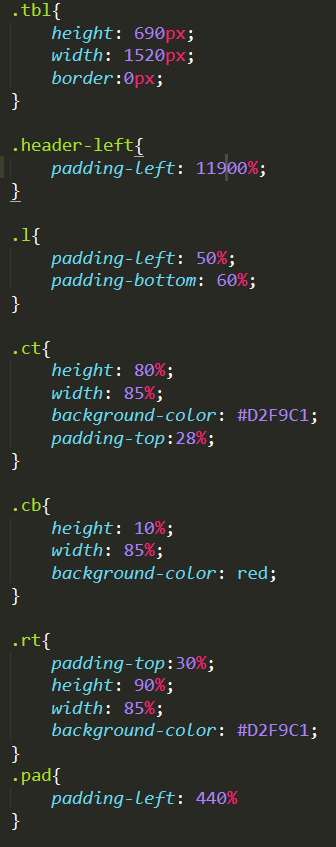 .tbl{
height: 690px;
width: 1520px;
border:0px;
}
.header-left{
padding-left: 11900%;
}
.l{
padding-left: 50%;
padding-bottom: 60%;
}
.ct{
height: 80%;
width: 85%;
background-color: #D2F9C1;
padding-top:28%;
}
.cb{
height: 10%;
width: 85%;
background-color: red;
}
.rt{
padding-top:30%;
height: 90%;
width: 85%;
background-color: #D2F9C1;
}
.pad{
padding-left: 440%
}